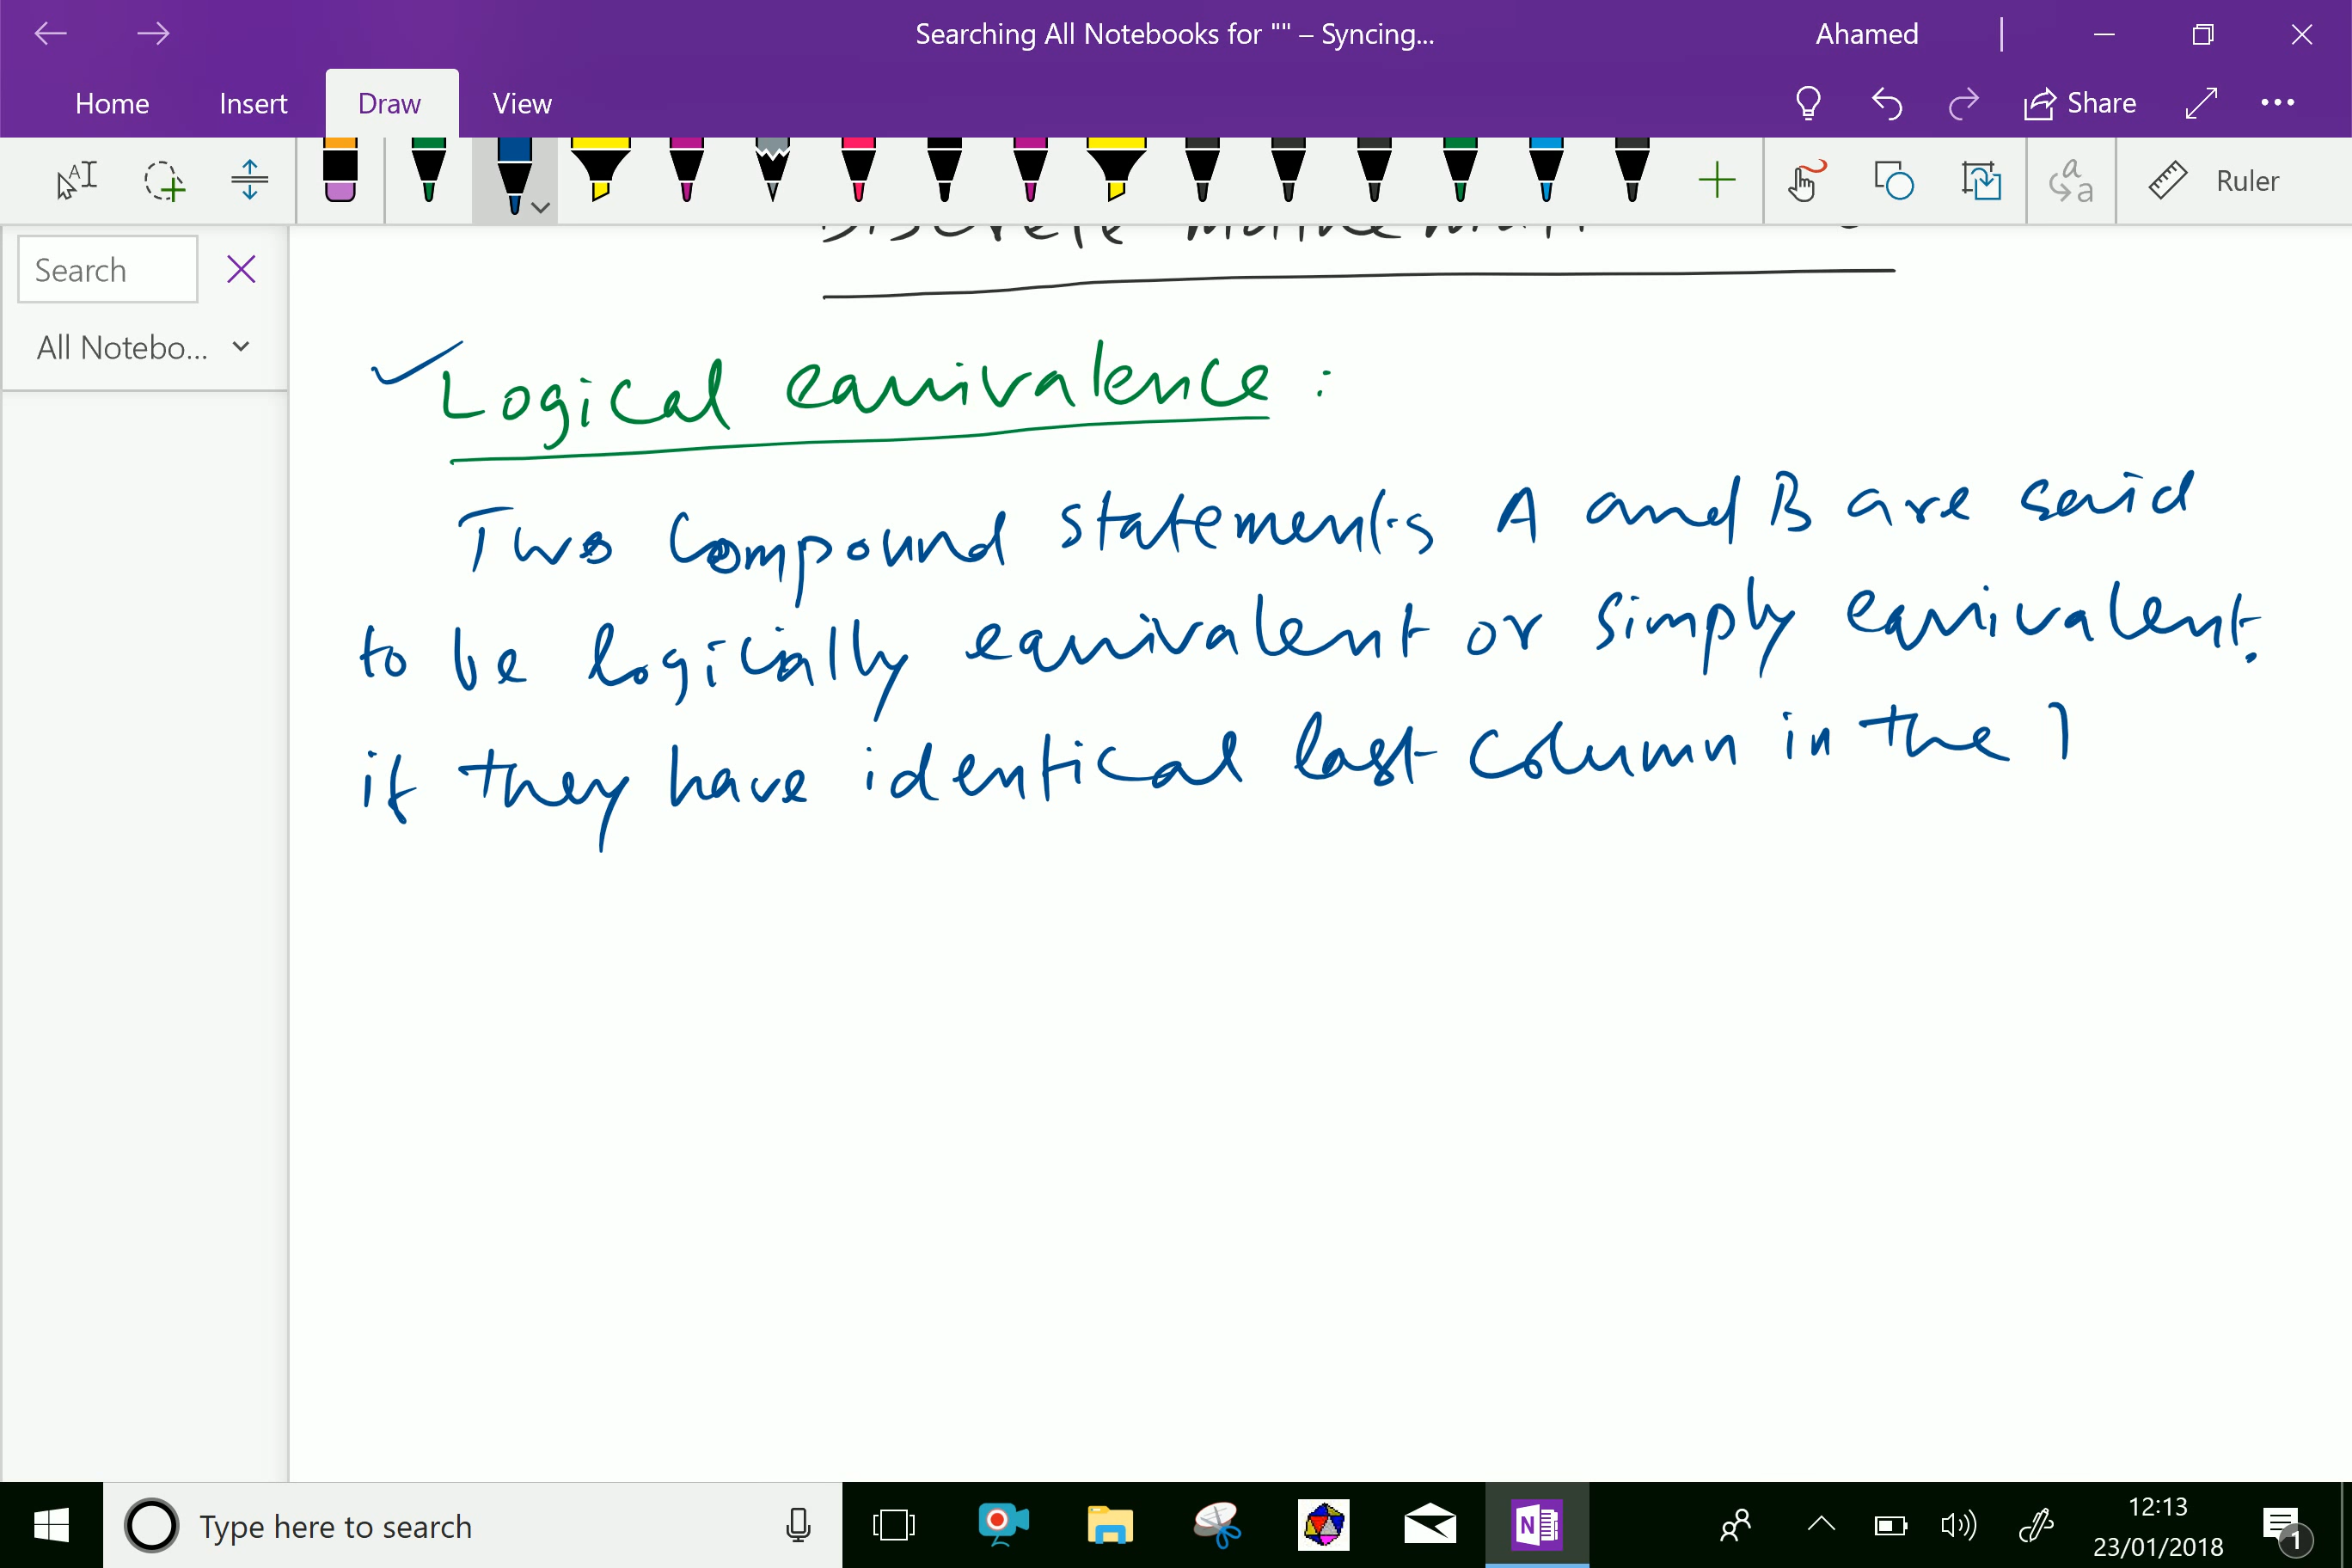 Searching All Notebooks for "" – Syncing...
Ahamed
Home Insert Draw View
Share
Ruler
Search
All Notebo...
Discrete
Logical equivalence :
Two compound statements A and B are said
to be logically equivalent or simply equivalent.
if they have identical last column in the
Type here to search
N
12:13
23/01/2018
1